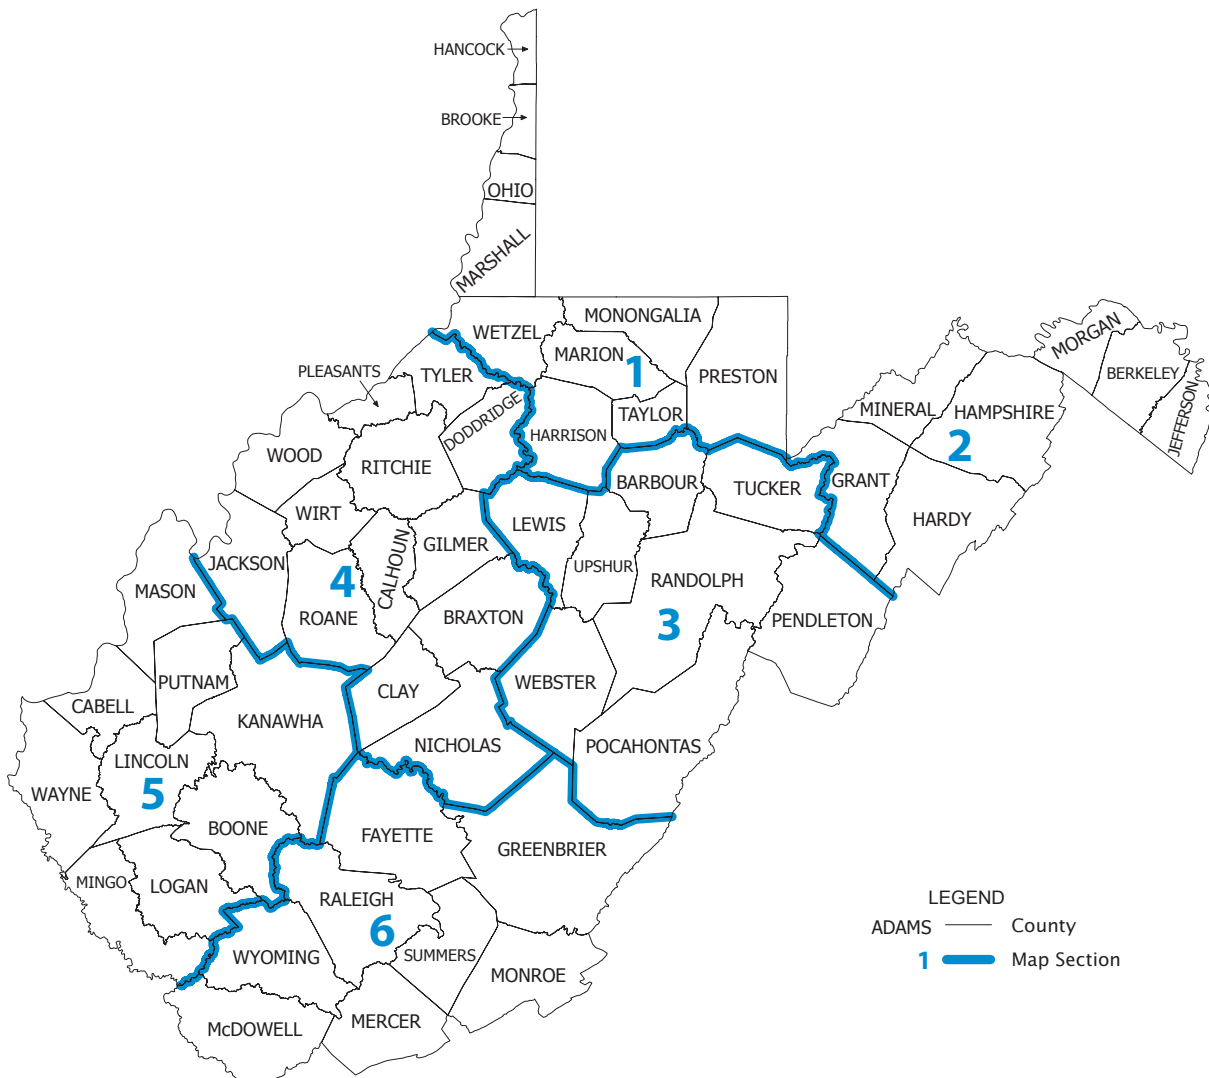 HANCOCK
BROOKE
OHIO
MARSHALL
WETZEL
MONONGALIA
MARION
1
PRESTON
TYLER
PLEASANTS
DODDRIDGE
HARRISON
TAYLOR
MORGAN
BERKELEY
JEFFERSON
MINERAL
HAMPSHIRE
2
WOOD
RITCHIE
BARBOUR
TUCKER
GRANT
HARDY
WIRT
GILMER
LEWIS
UPSHUR
RANDOLPH
3
JACKSON
4
CALHOUN
MASON
ROANE
BRAXTON
PENDLETON
PUTNAM
CLAY
WEBSTER
CABELL
KANAWHA
NICHOLAS
POCAHONTAS
LINCOLN
5
WAYNE
BOONE
FAYETTE
GREENBRIER
MINGO
LOGAN
RALEIGH
6
WYOMING
SUMMERS
MONROE
McDOWELL
MERCER
LEGEND
ADAMS County
1 Map Section